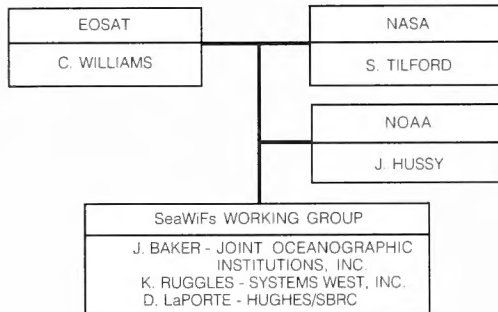 EOSAT
C. WILLIAMS
NASA
S. TILFORD
NOAA
J. HUSSY
SeaWiFs WORKING GROUP
J. BAKER - JOINT OCEANOGRAPHIC
INSTITUTIONS, INC.
K. RUGGLES - SYSTEMS WEST, INC.
D. LaPORTE - HUGHES/SBRC